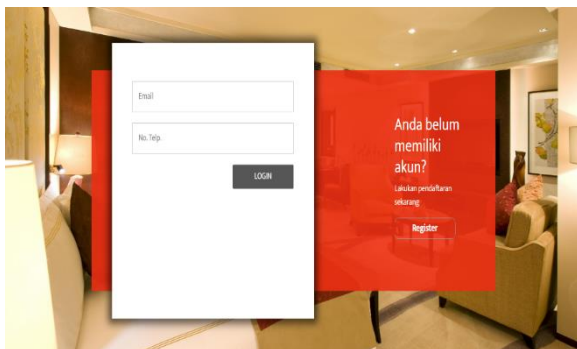 Email
No. Telp.
LOGIN
Anda belum
memiliki
akun?
Lakukan pendaftaran
sekarang
Register